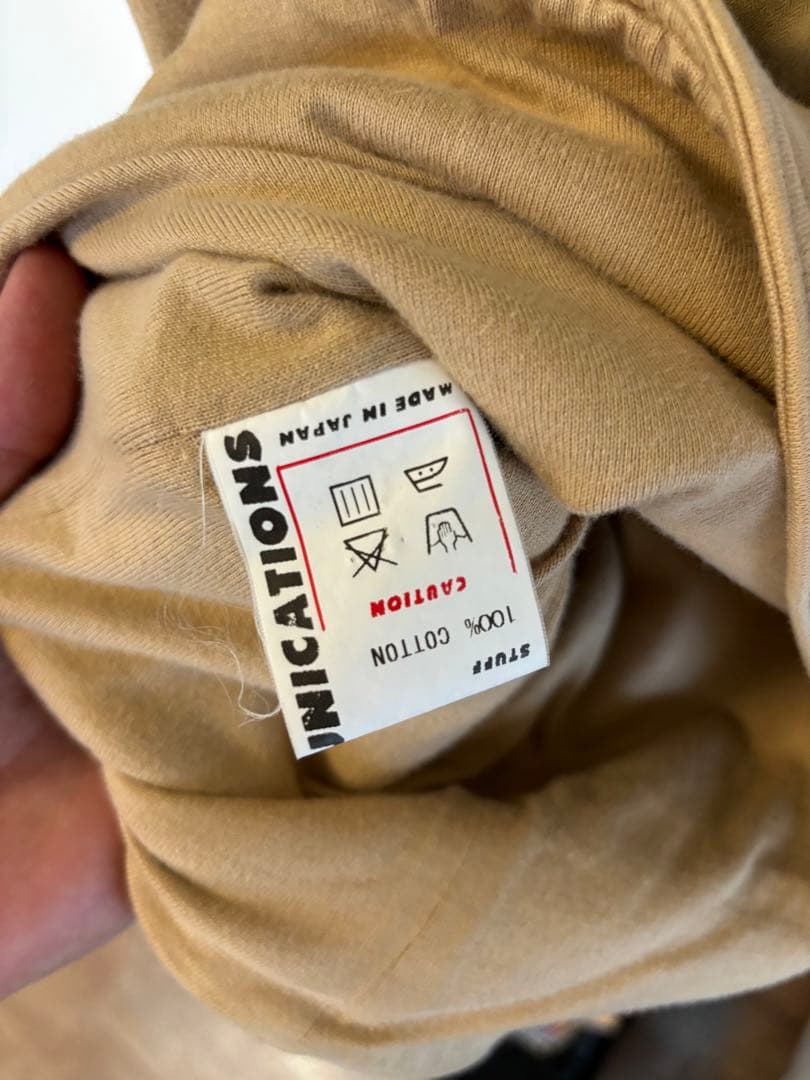 STUFF
100% COTTON
CAUTION
MADE IN JAPAN
UNICATIONS